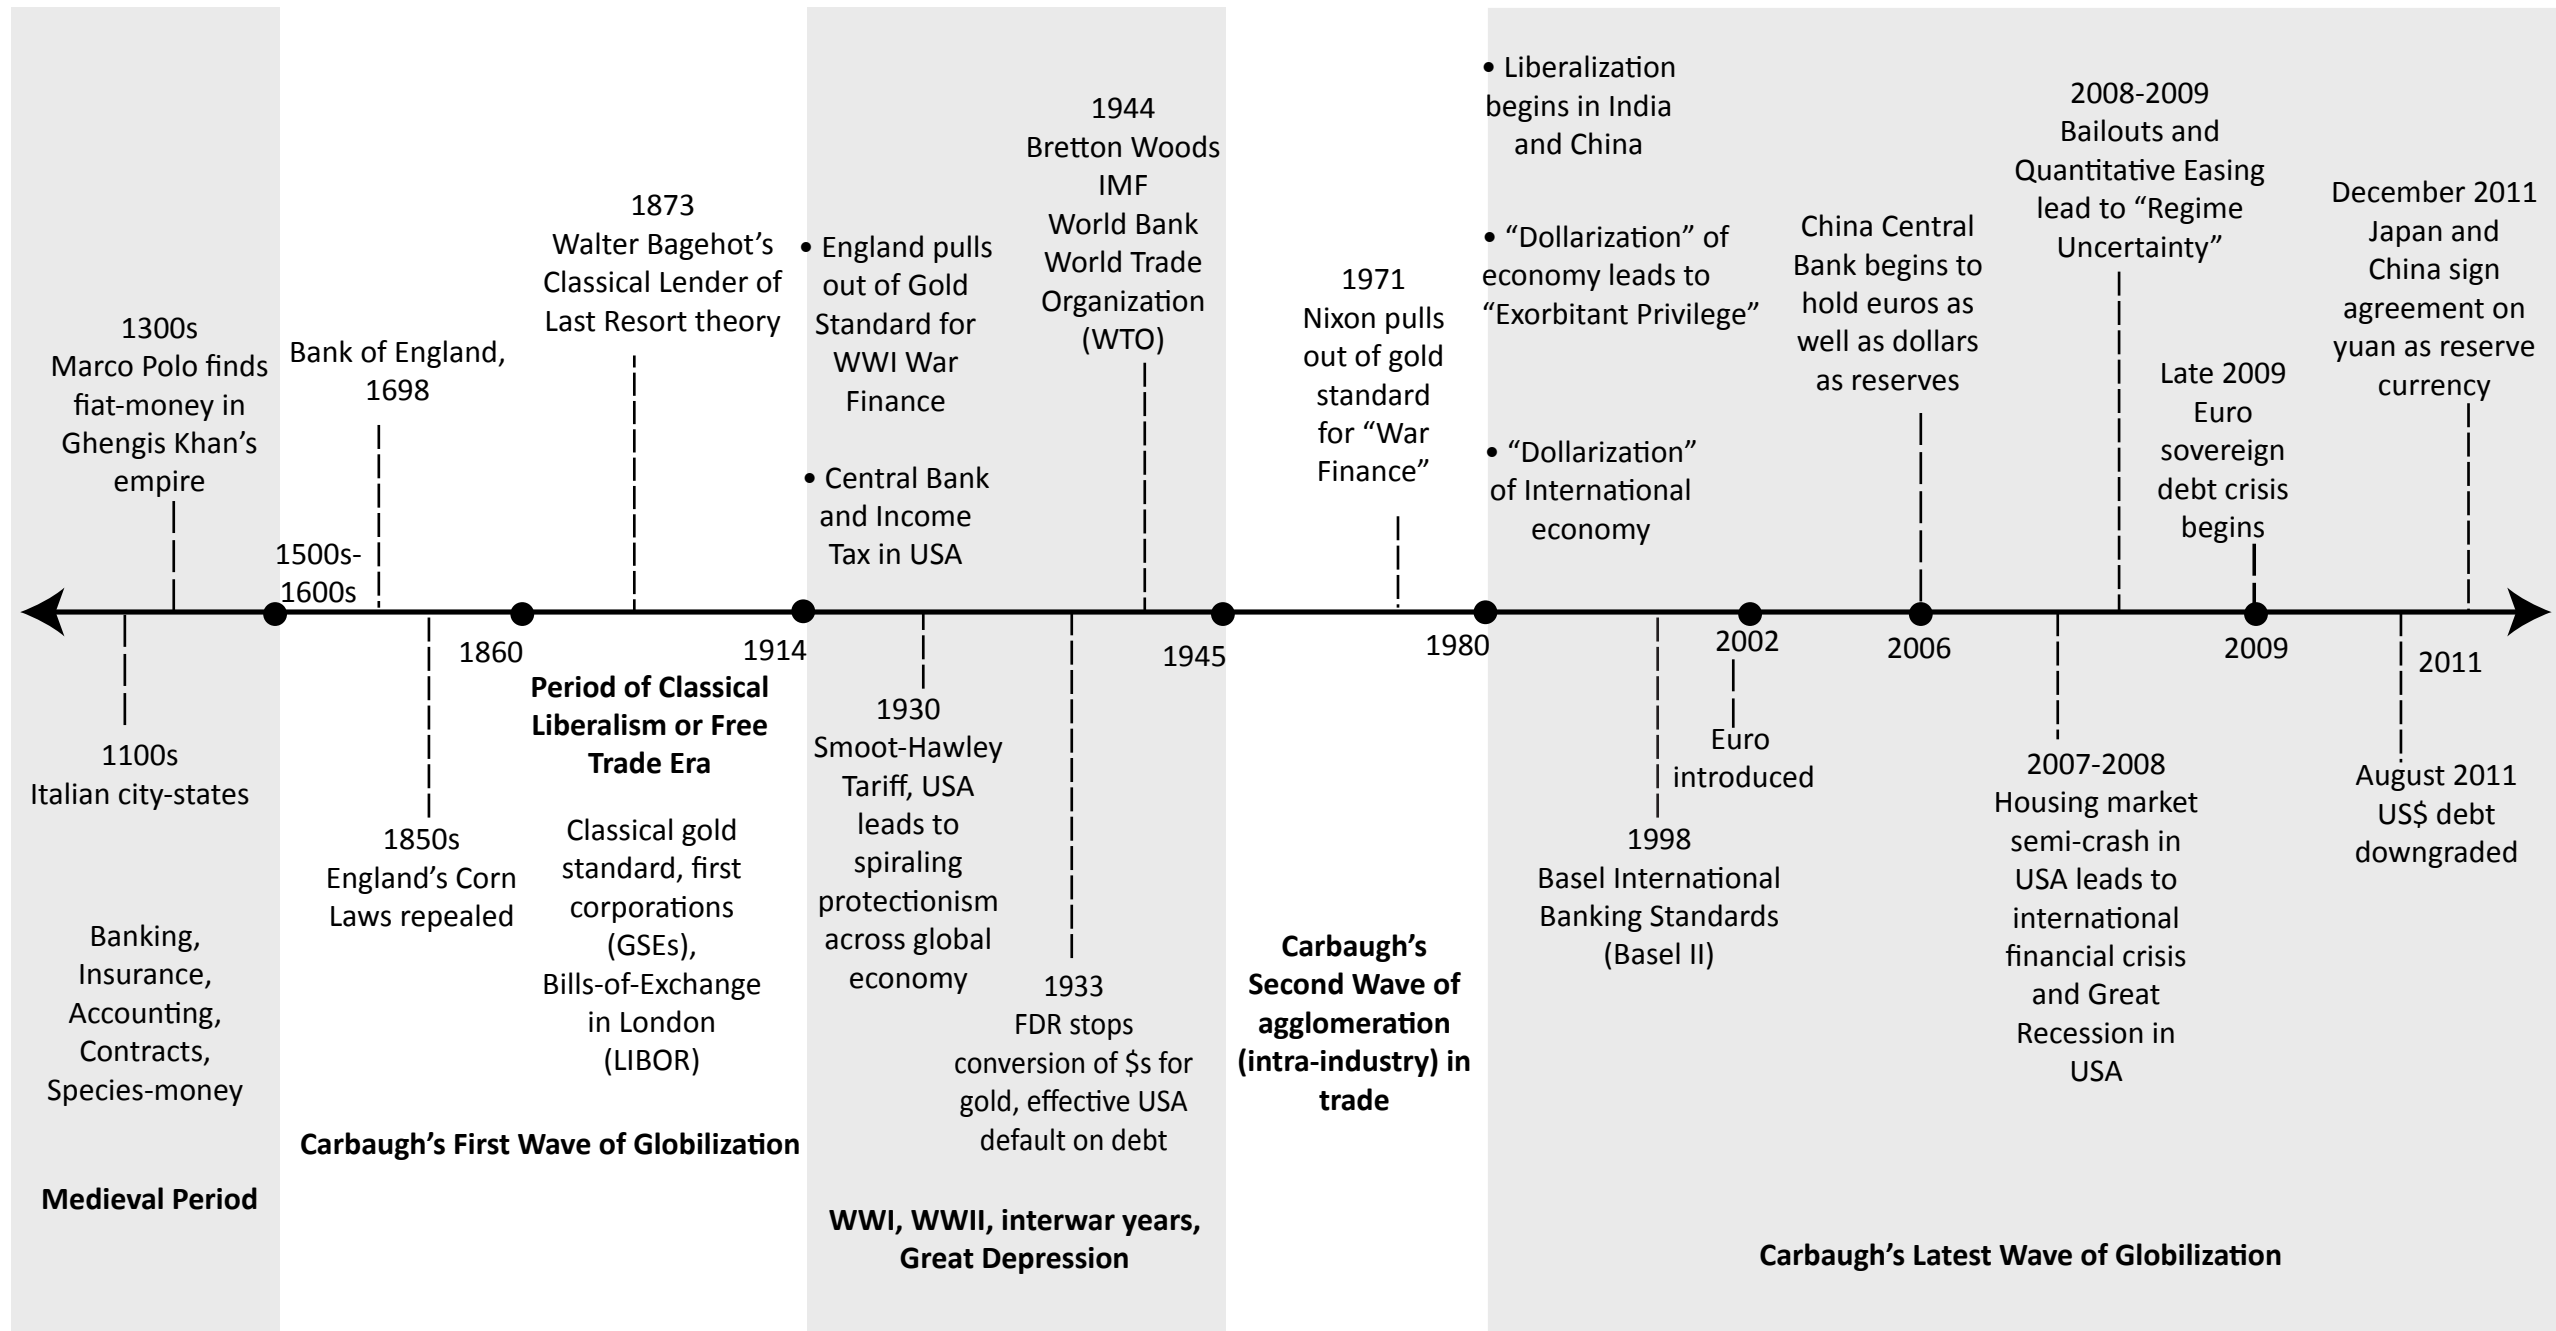 1300s
Marco Polo finds
fiat-money in
Ghengis Khan's
empire
1100s
Italian city-states
Banking,
Insurance,
Accounting,
Contracts,
Species-money
Medieval Period
1500s-
1600s
Bank of England,
1698
1850s
England's Corn
Laws repealed
1860
1873
Walter Bagehot's
Classical Lender of
Last Resort theory
Period of Classical
Liberalism or Free
Trade Era
Classical gold
standard, first
corporations
(GSEs),
Bills-of-Exchange
in London
(LIBOR)
Carbaugh's First Wave of Globilization
1914
• England pulls
out of Gold
Standard for
WWI War
Finance
• Central Bank
and Income
Tax in USA
1930
Smoot-Hawley
Tariff, USA
leads to
spiraling
protectionism
across global
economy
1933
FDR stops
conversion of $s for
gold, effective USA
default on debt
1944
Bretton Woods
IMF
World Bank
World Trade
Organization
(WTO)
WWI, WWII, interwar years,
Great Depression
1945
1971
Nixon pulls
out of gold
standard
for “War
Finance”
Carbaugh's
Second Wave of
agglomeration
(intra-industry) in
trade
1980
• Liberalization
begins in India
and China
• “Dollarization” of
economy leads to
“Exorbitant Privilege”
• “Dollarization”
of International
economy
1998
Basel International
Banking Standards
(Basel II)
2002
Euro
introduced
China Central
Bank begins to
hold euros as
well as dollars
as reserves
2006
2007-2008
Housing market
semi-crash in
USA leads to
international
financial crisis
and Great
Recession in
USA
2008-2009
Bailouts and
Quantitative Easing
lead to “Regime
Uncertainty”
Late 2009
Euro
sovereign
debt crisis
begins
2009
August 2011
US$ debt
downgraded
2011
December 2011
Japan and
China sign
agreement on
yuan as reserve
currency
Carbaugh's Latest Wave of Globilization